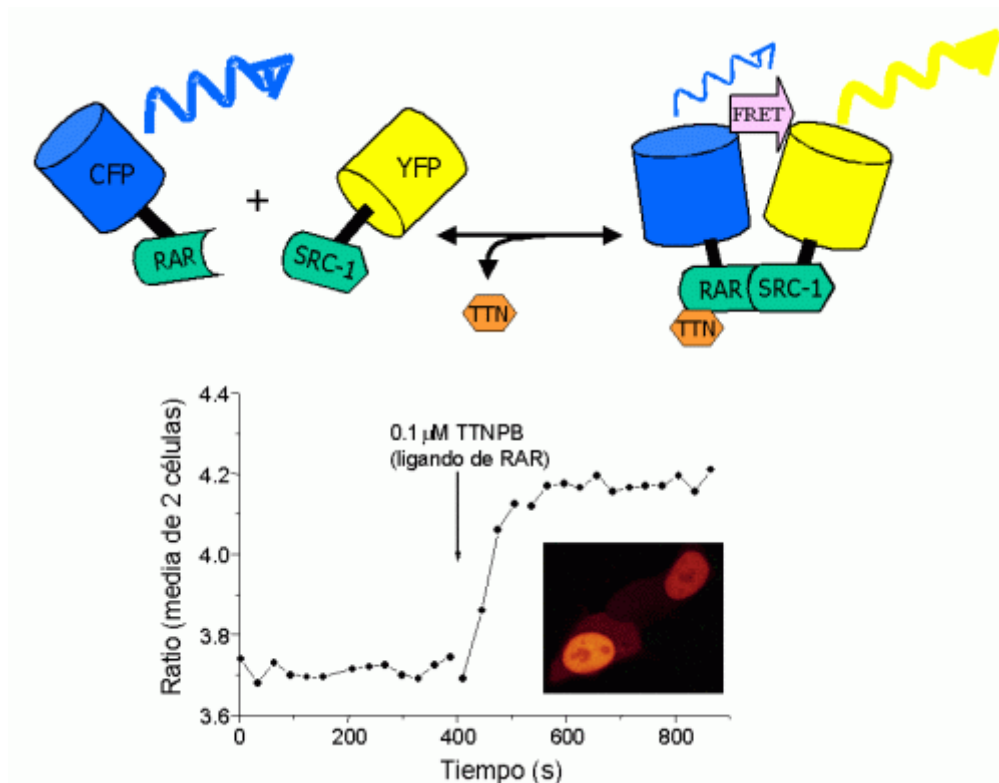 FRET
CFP
YFP
+
RAR
SRC-1
TTN
RAR
SRC-1
TTN
4.4
4.2
4.0
3.8
3.6
Ratio (media de 2 células)
0.1 µM TTNPB
(ligando de RAR)
0
200
400
600
800
Tiempo (s)